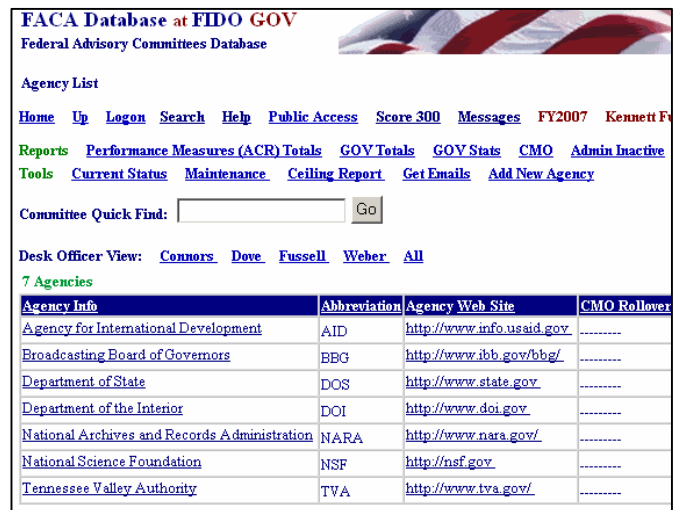 FACA Database at FIDO GOV
Federal Advisory Committees Database
Agency List
Home Up Logon Search Help Public Access Score 300 Messages FY2007 Kennett Fu
Reports Performance Measures (ACR) Totals GOV Totals GOV Stats CMO Admin Inactive
Tools Current Status Maintenance Ceiling Report Get Emails Add New Agency
Committee Quick Find: Go
Desk Officer View: Connors Dove Fussell Weber All
7 Agencies
Agency Info Abbreviation Agency Web Site CMO Rollover
Agency for International Development AID http://www.info.usaid.gov ---------
Broadcasting Board of Governors BBG http://www.ibb.gov/bbg/ ---------
Department of State DOS http://www.state.gov ---------
Department of the Interior DOI http://www.doi.gov ---------
National Archives and Records Administration NARA http://www.nara.gov/ ---------
National Science Foundation NSF http://nsf.gov ---------
Tennessee Valley Authority TVA http://www.tva.gov/ ---------